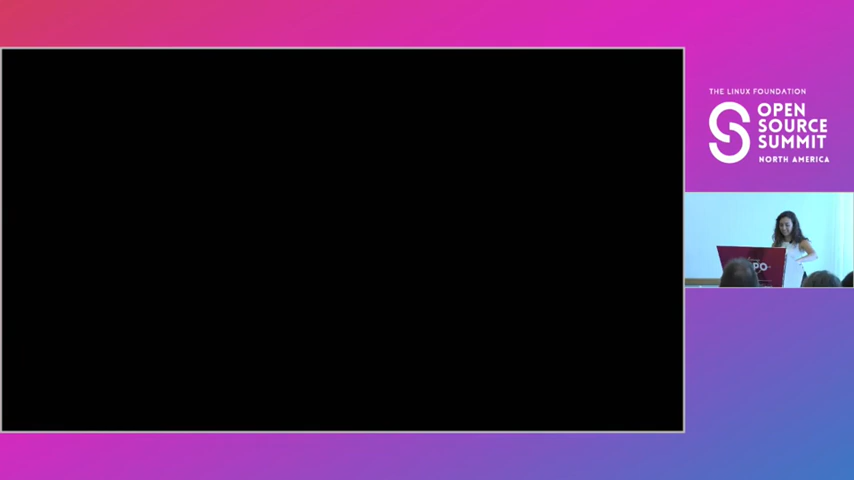 THE LINUX FOUNDATION
OPEN
SOURCE
SUMMIT
NORTH AMERICA